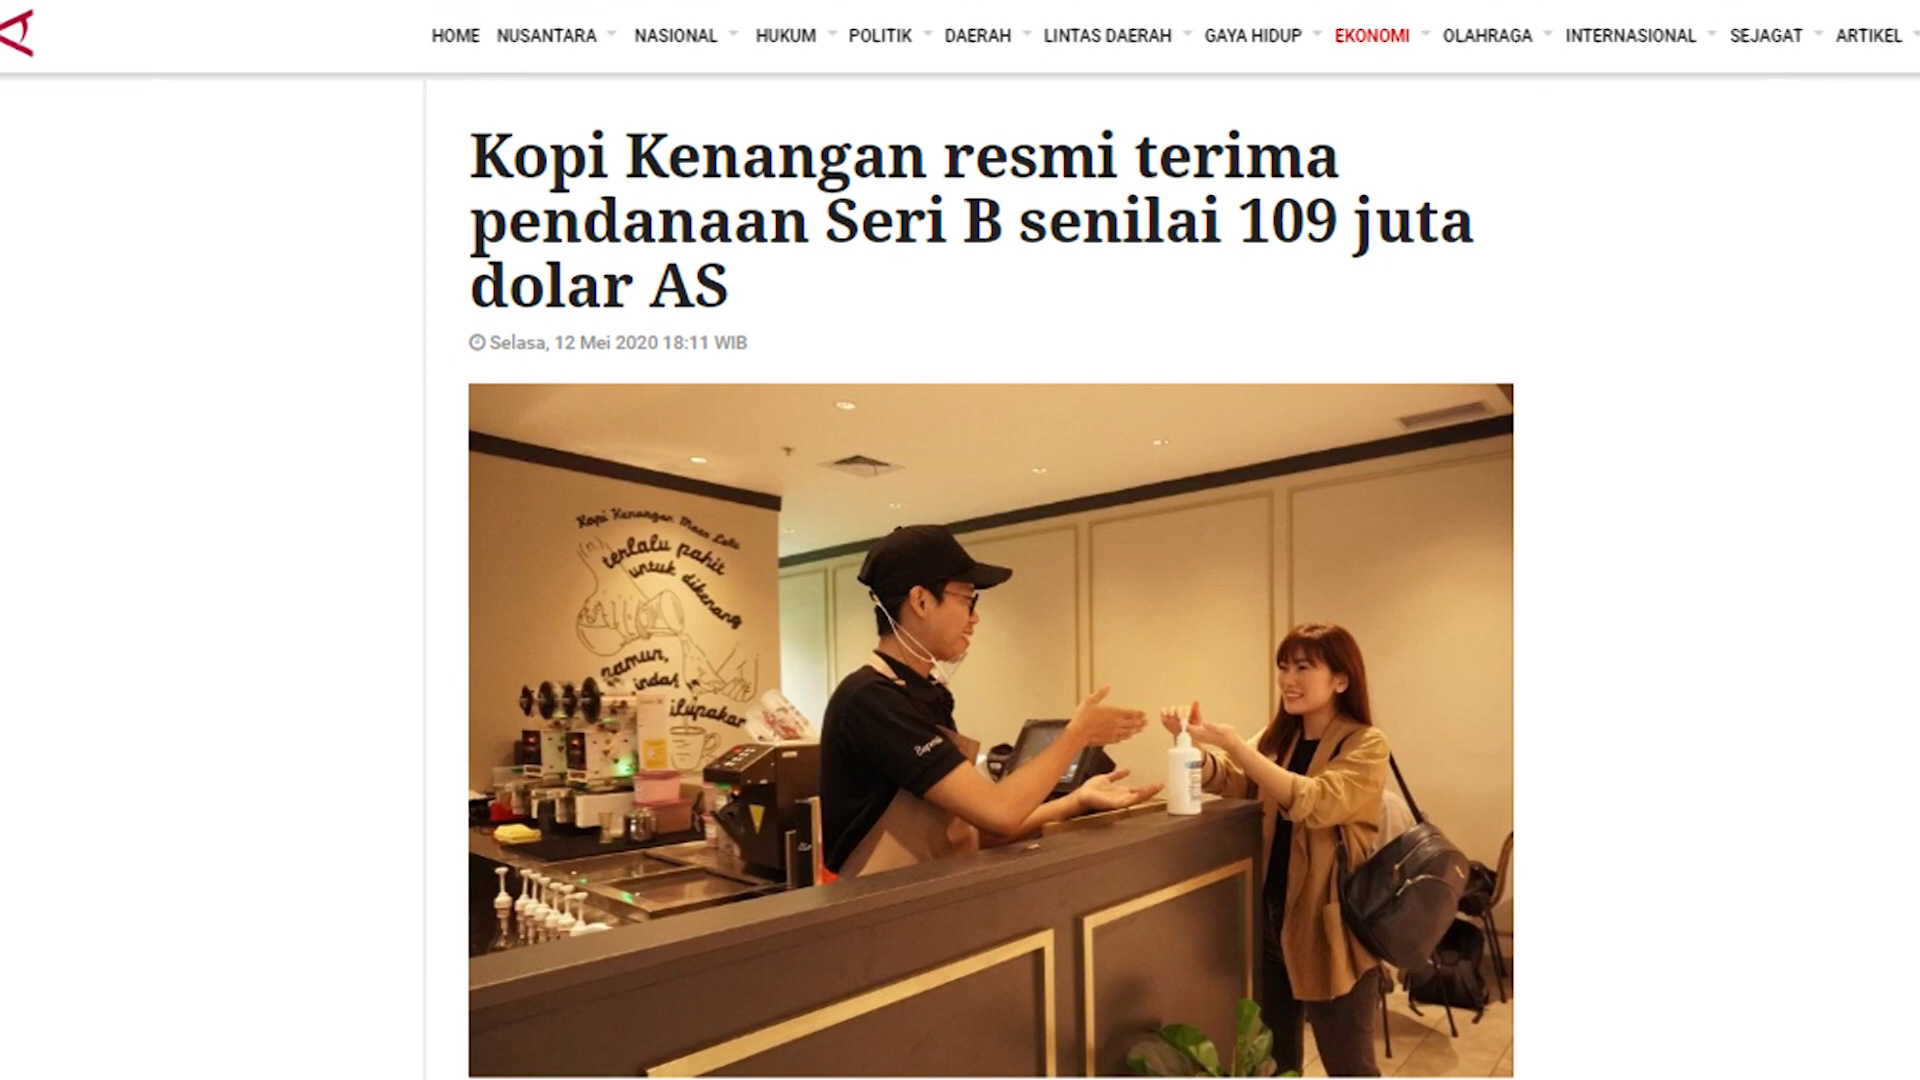 HOME NUSANTARA NASIONAL HUKUM POLITIK DAERAH LINTAS DAERAH GAYA HIDUP EKONOMI OLAHRAGA INTERNASIONAL SEJAGAT ARTIKEL
Kopi Kenangan resmi terima
pendanaan Seri B senilai 109 juta
dolar AS
Selasa, 12 Mei 2020 18:11 WIB
Kopi Kenangan
terlalu pahit
untuk dikenang
namun,
indah
ilupakan